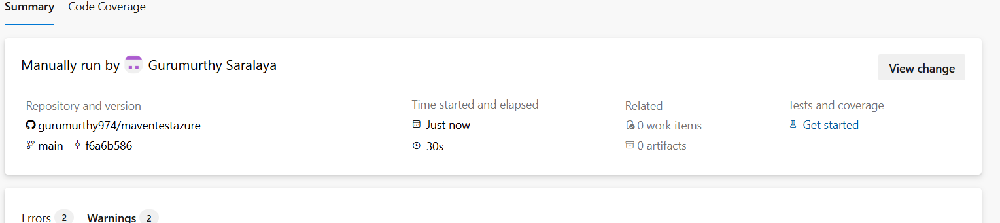 Summary Code Coverage
Manually run by Gurumurthy Saralaya
View change
Repository and version
gurumurthy974/maventestazure
main f6a6b586
Time started and elapsed
Just now
30s
Related
0 work items
0 artifacts
Tests and coverage
Get started
Errors 2 Warnings 2